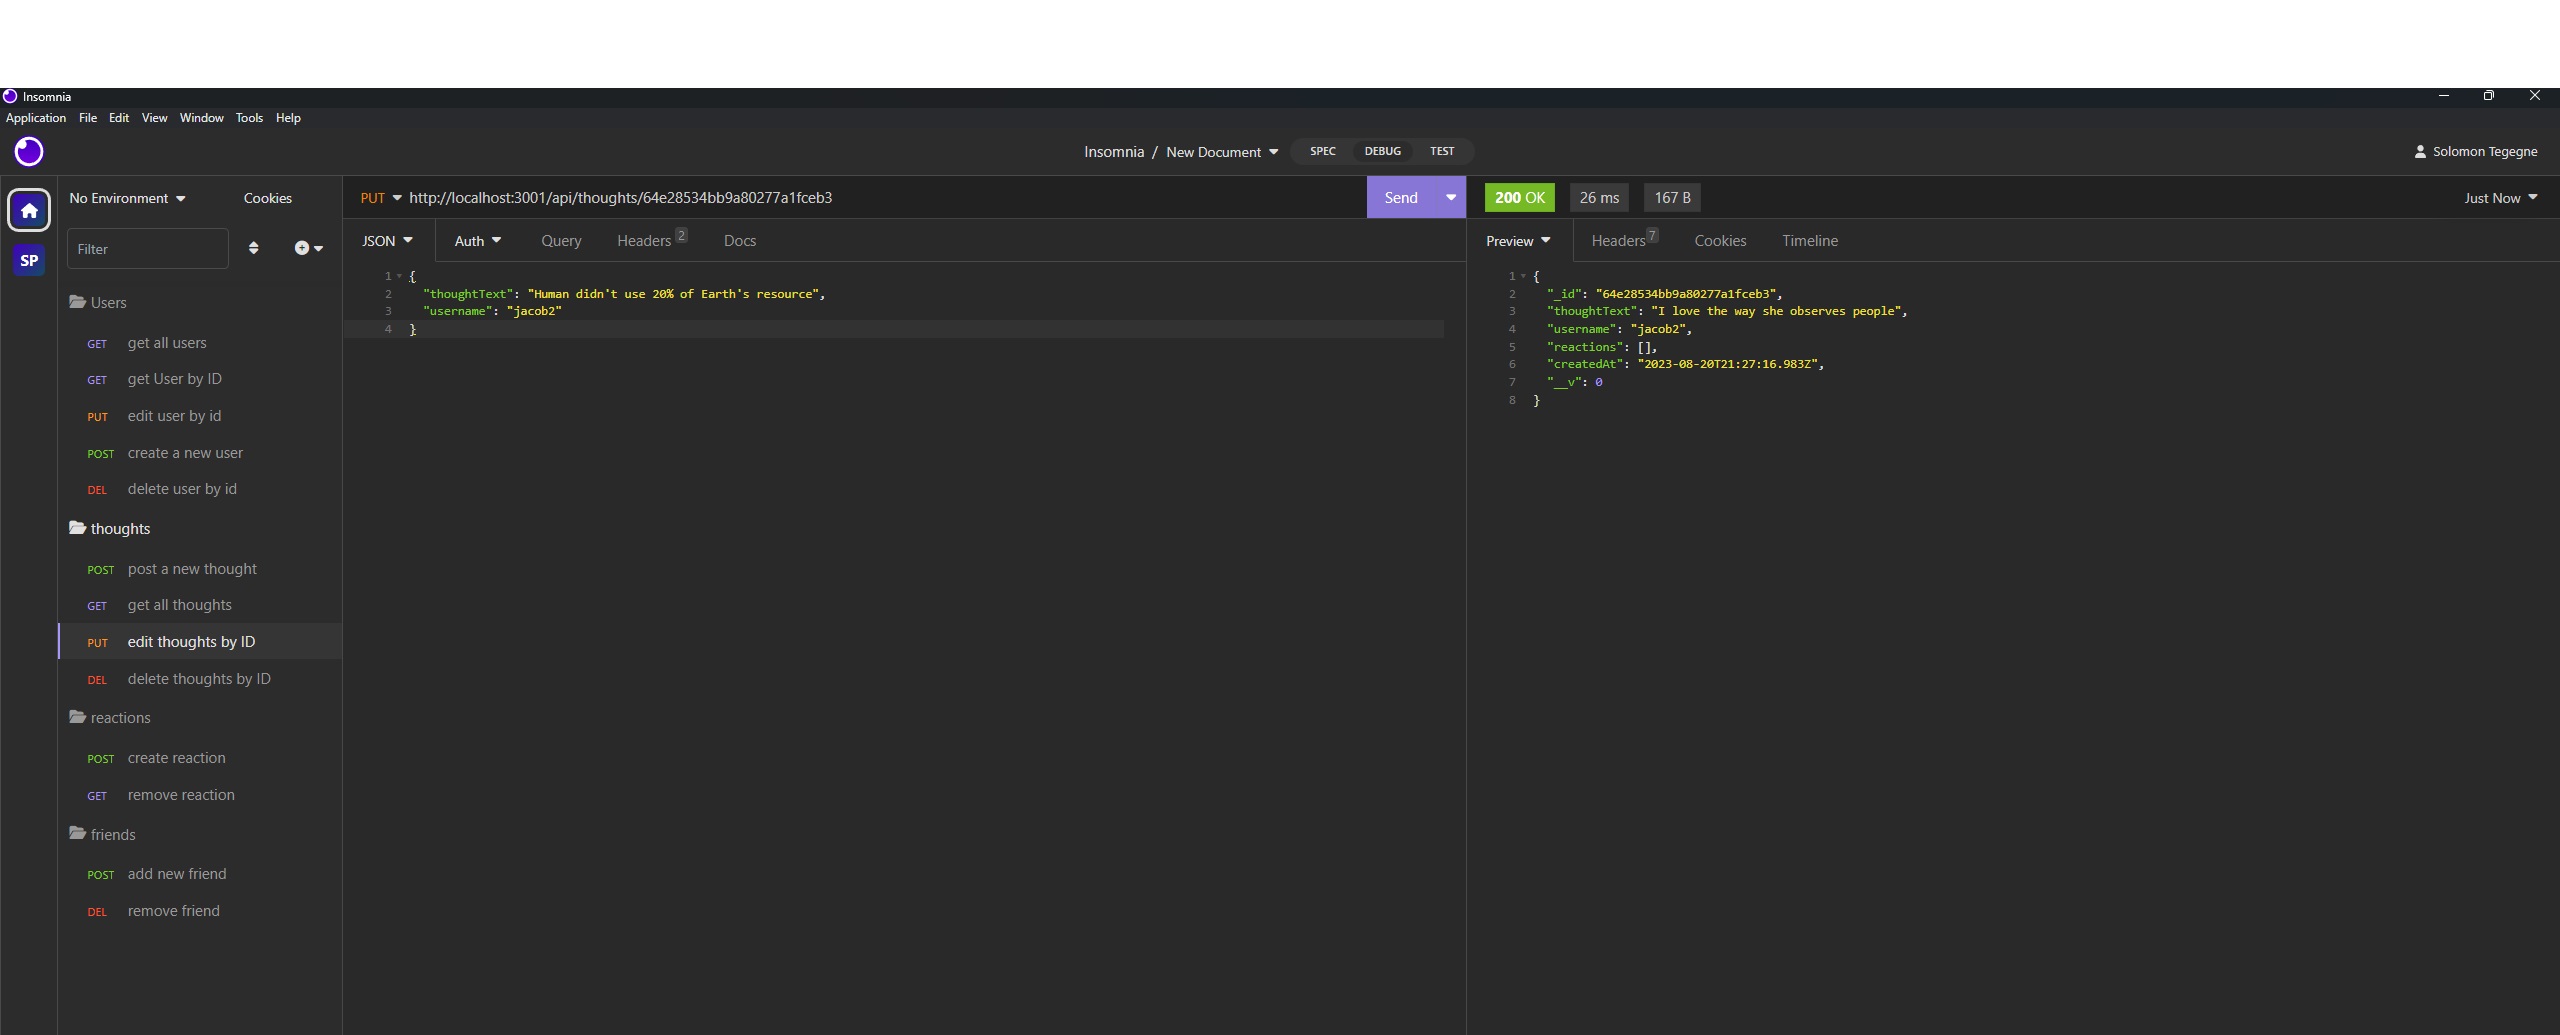 Insomnia
Application File Edit View Window Tools Help
Insomnia / New Document SPEC DEBUG TEST Solomon Tegegne
No Environment Cookies
SP
Filter
Users
GET get all users
GET get User by ID
PUT edit user by id
POST create a new user
DEL delete user by id
thoughts
POST post a new thought
GET get all thoughts
PUT edit thoughts by ID
DEL delete thoughts by ID
reactions
POST create reaction
GET remove reaction
friends
POST add new friend
DEL remove friend
PUT http://localhost:3001/api/thoughts/64e28534bb9a80277a1fceb3 Send
JSON Auth Query Headers 2 Docs
1 {
2 "thoughtText": "Human didn't use 20% of Earth's resource",
3 "username": "jacob2"
4 }
200 OK 26 ms 167 B Just Now
Preview Headers 7 Cookies Timeline
1 {
2 "_id": "64e28534bb9a80277a1fceb3",
3 "thoughtText": "I love the way she observes people",
4 "username": "jacob2",
5 "reactions": [],
6 "createdAt": "2023-08-20T21:27:16.983Z",
7 "__v": 0
8 }